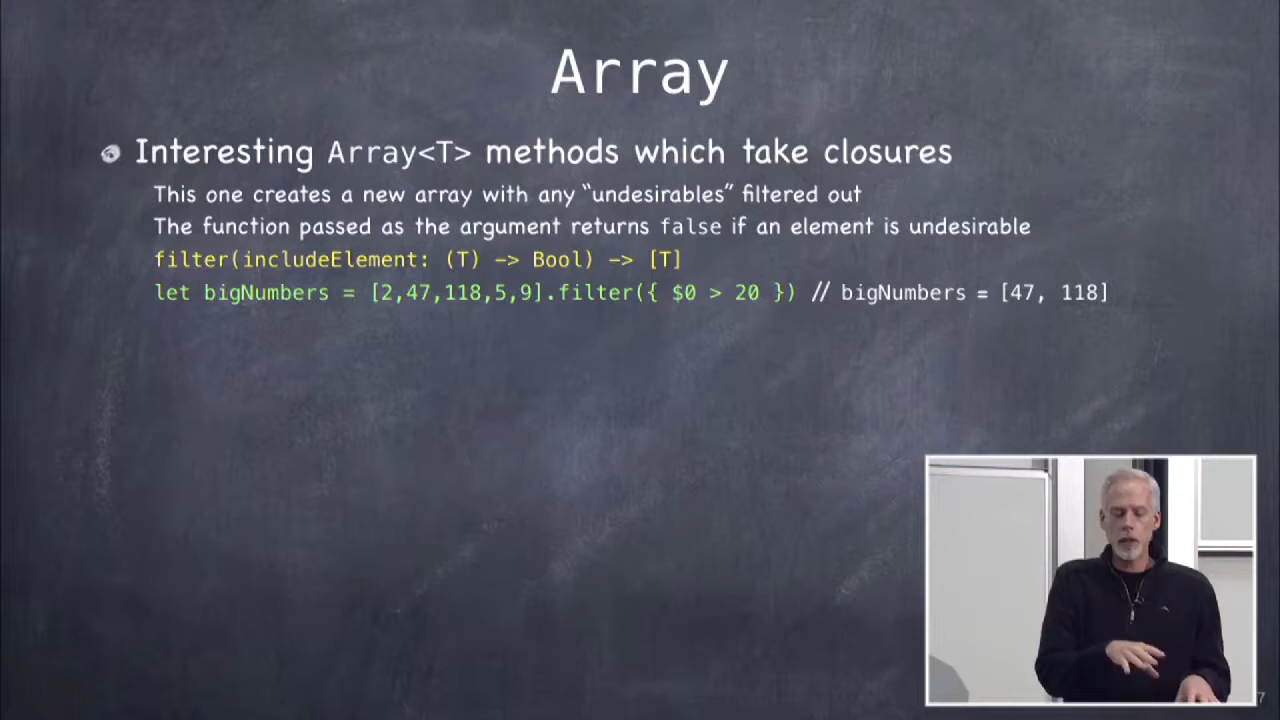 Array
Interesting Array<T> methods which take closures
This one creates a new array with any “undesirables” filtered out
The function passed as the argument returns false if an element is undesirable
filter(includeElement: (T) -> Bool) -> [T]
let bigNumbers = [2,47,118,5,9].filter({ $0 > 20 }) // bigNumbers = [47, 118]
7